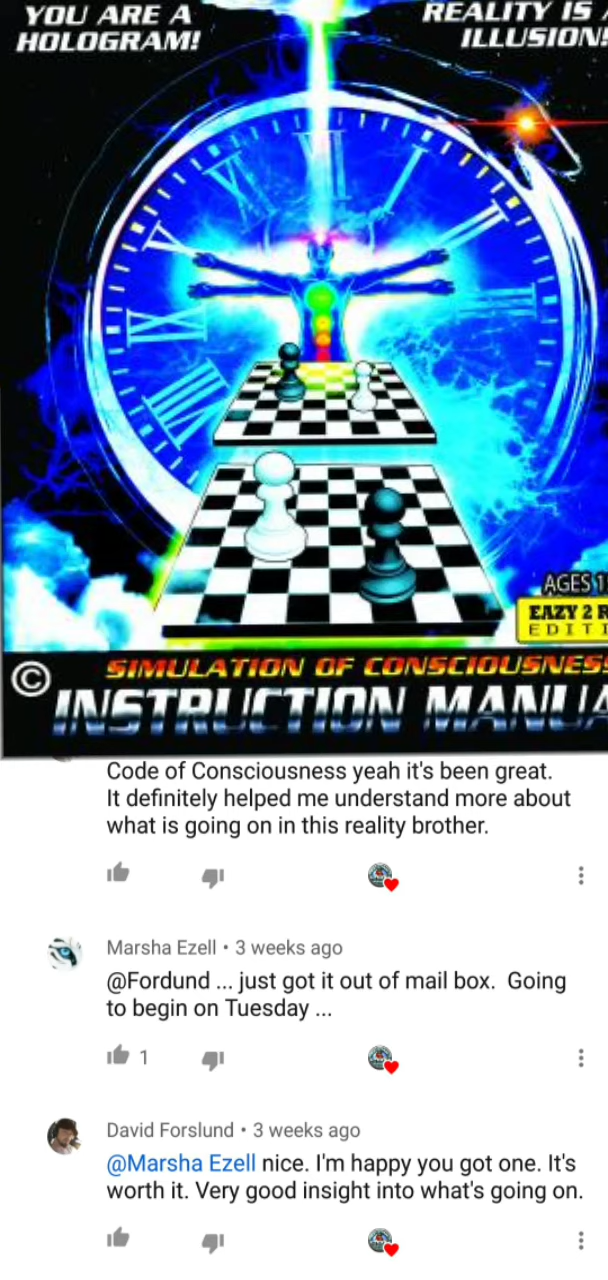 YOU ARE A
HOLOGRAM!
REALITY IS
ILLUSION!
AGES 1
EAZY 2 R
EDITI
© SIMULATION OF CONSCIOUSNESS
INSTRUCTION MANUA
Code of Consciousness yeah it's been great.
It definitely helped me understand more about
what is going on in this reality brother.
Marsha Ezell • 3 weeks ago
@Fordund ... just got it out of mail box. Going
to begin on Tuesday ...
1
David Forslund • 3 weeks ago
@Marsha Ezell nice. I'm happy you got one. It's
worth it. Very good insight into what's going on.